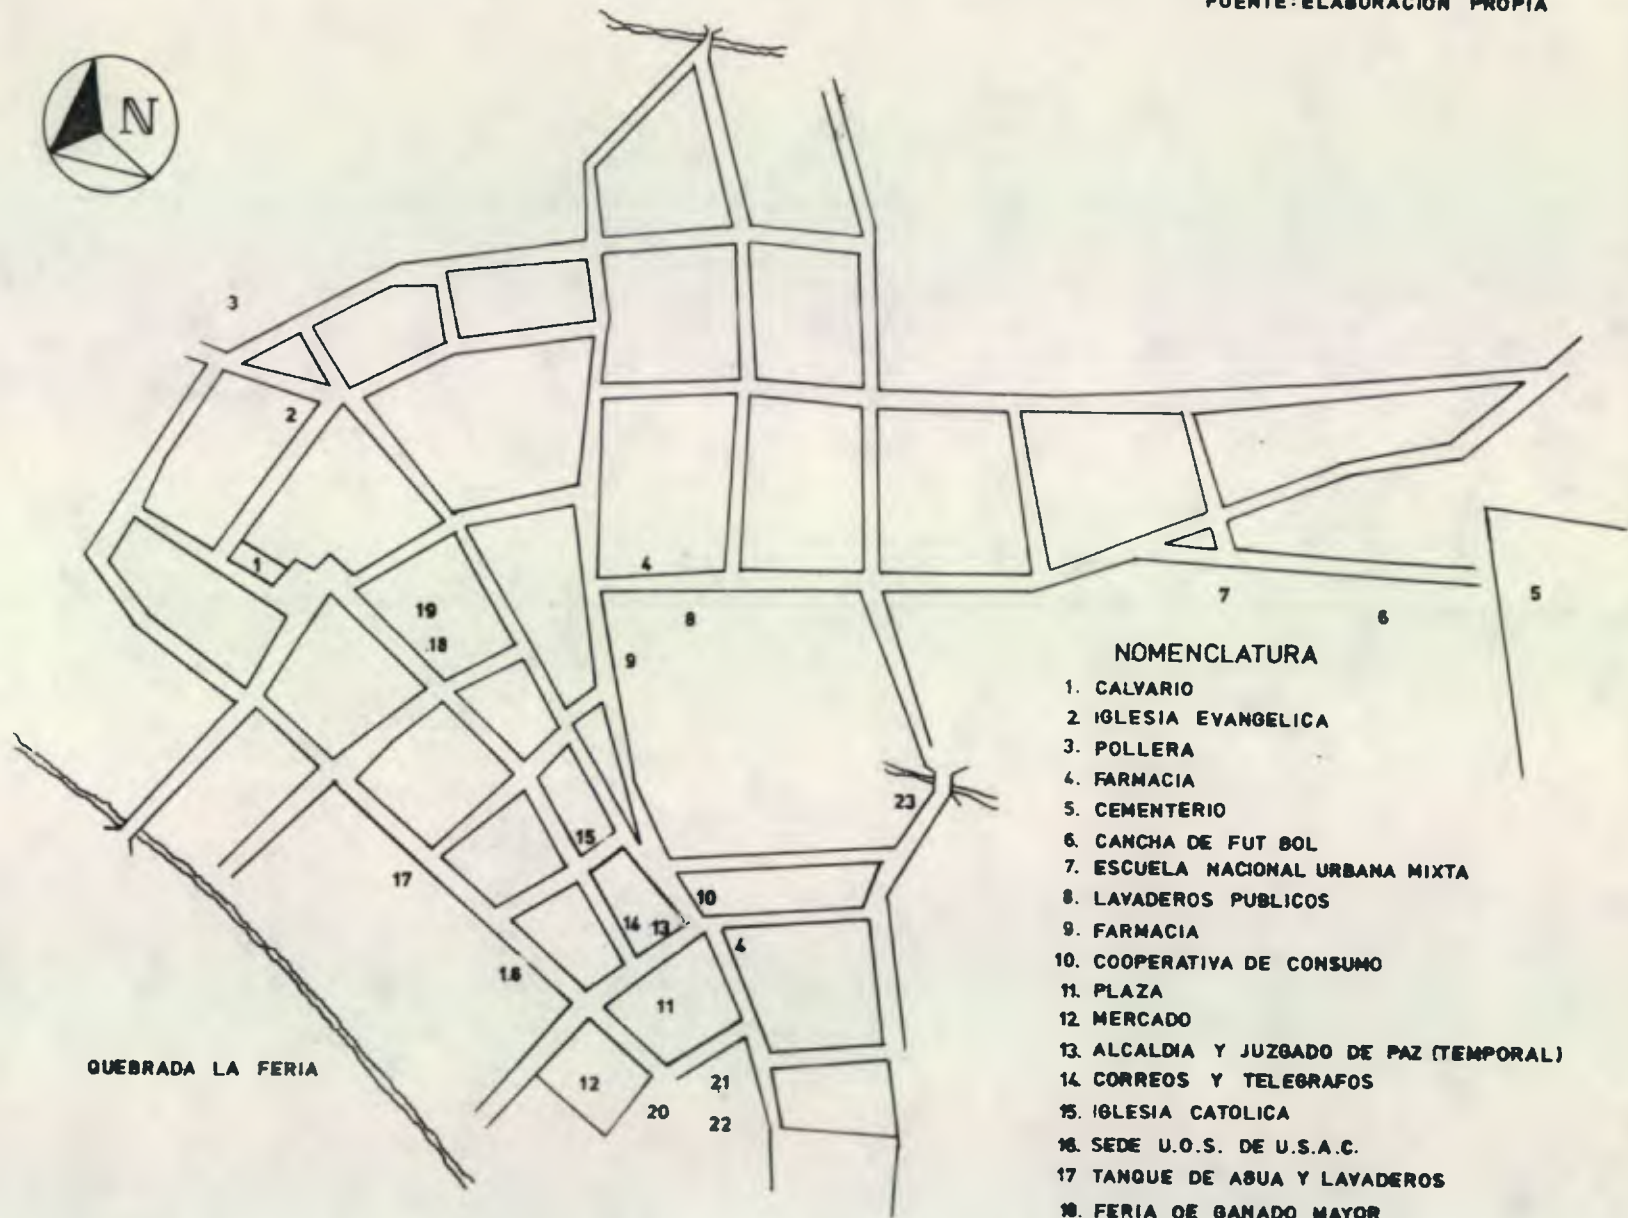 FUENTE: ELABORACION PROPIA
N
3
2
1
4
19
18
8
9
7
6
5
23
15
17
10
14 13
4
16
11
12
21
20
22
QUEBRADA LA FERIA
NOMENCLATURA
1. CALVARIO
2 IGLESIA EVANGELICA
3. POLLERA
4. FARMACIA
5. CEMENTERIO
6. CANCHA DE FUT BOL
7. ESCUELA NACIONAL URBANA MIXTA
8. LAVADEROS PUBLICOS
9. FARMACIA
10. COOPERATIVA DE CONSUMO
11. PLAZA
12 MERCADO
13. ALCALDIA Y JUZGADO DE PAZ (TEMPORAL)
14. CORREOS Y TELEGRAFOS
15. IGLESIA CATOLICA
16. SEDE U.O.S. DE U.S.A.C.
17 TANQUE DE AGUA Y LAVADEROS
18. FERIA DE GANADO MAYOR